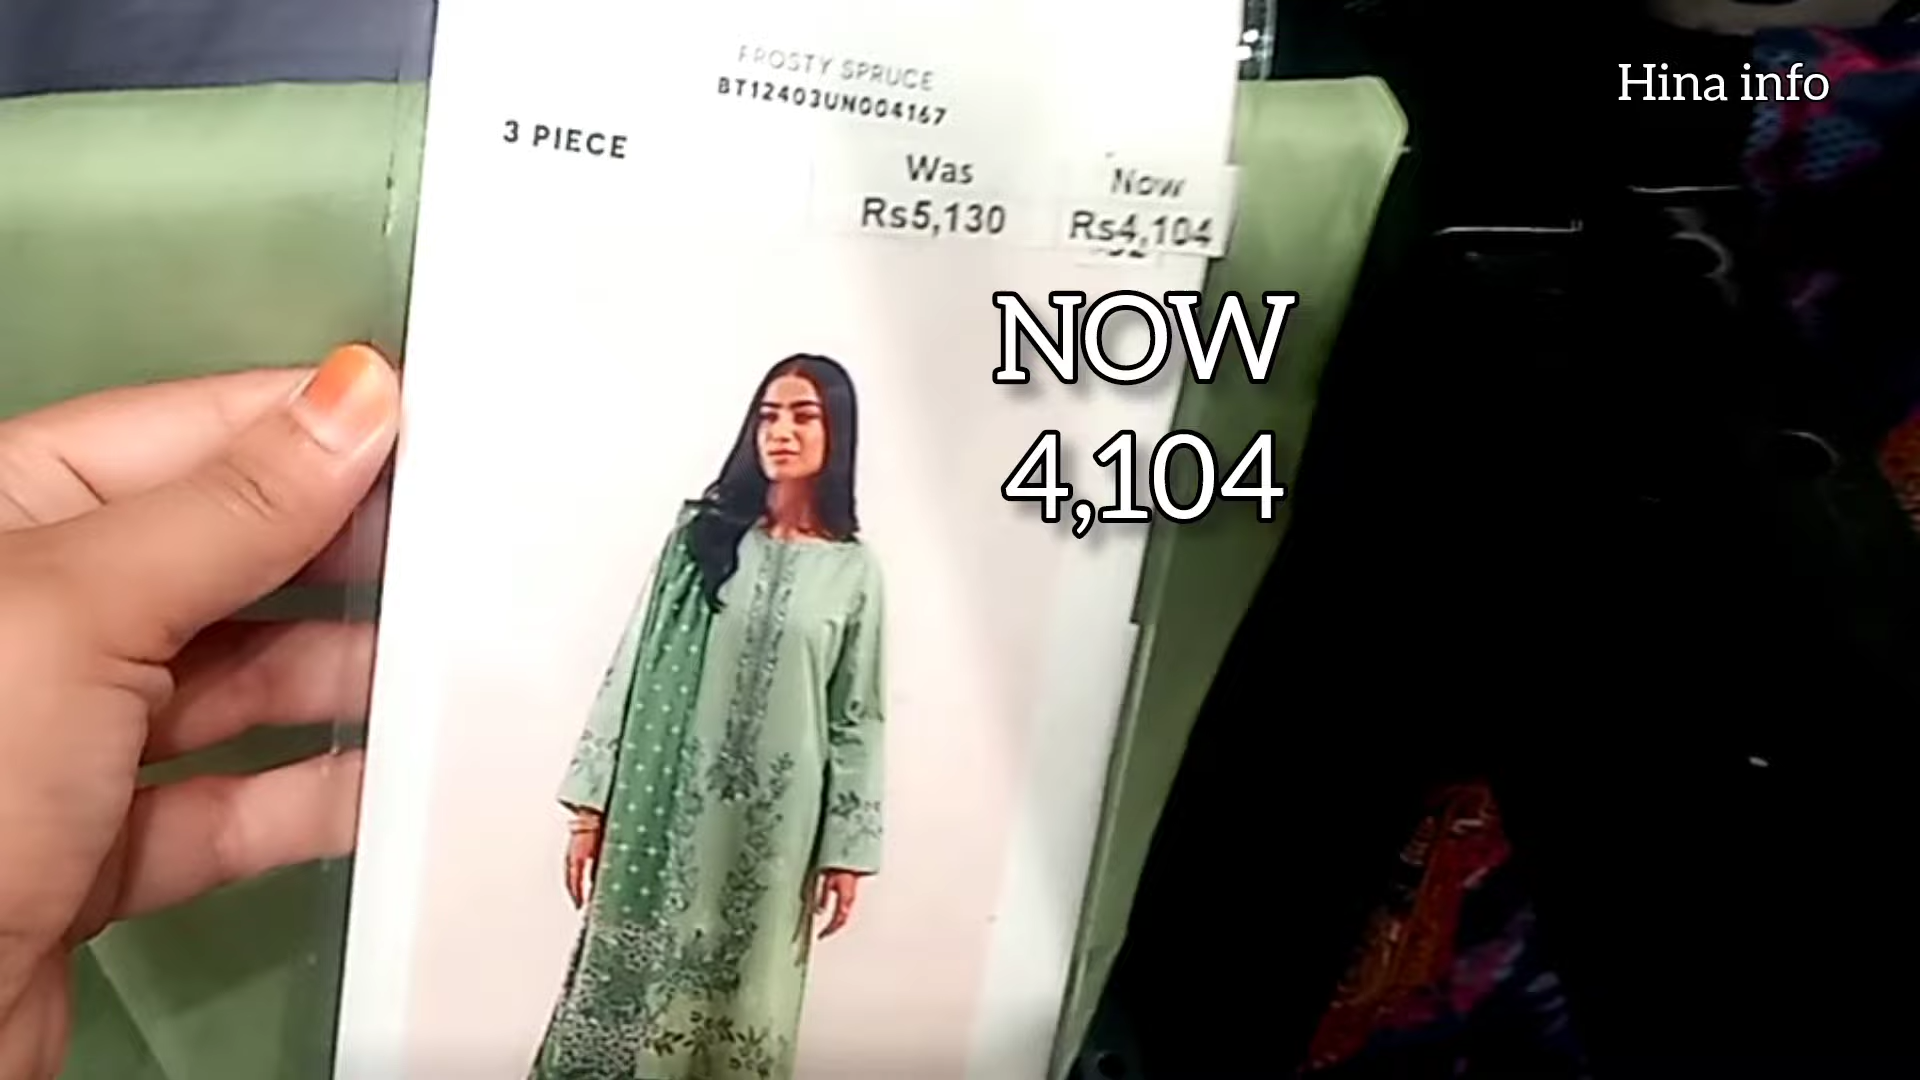 FROSTY SPRUCE
BT12403UN004167
3 PIECE
Was
Rs5,130
Now
Rs4,104
NOW
4,104
Hina info